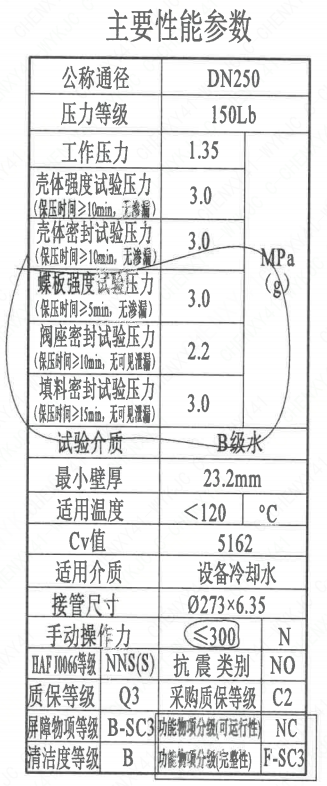 主要性能参数
公称通径 DN250
压力等级 150Lb
工作压力 1.35 MPa(g)
壳体强度试验压力 3.0
(保压时间≥10min, 无渗漏)
壳体密封试验压力 3.0
(保压时间≥10min, 无渗漏)
蝶板强度试验压力 3.0
(保压时间≥5min, 无渗漏)
阀座密封试验压力 2.2
(保压时间≥10min, 无可见泄漏)
填料密封试验压力 3.0
(保压时间≥15min, 无可见泄漏)
试验介质 B级水
最小壁厚 23.2mm
适用温度 <120 °C
Cv值 5162
适用介质 设备冷却水
接管尺寸 Ø273×6.35
手动操作力 ≤300 N
HAF J0066等级 NNS(S) 抗震类别 NO
质保等级 Q3 采购质保等级 C2
屏障物项等级 B-SC3 功能物项分级(可运行性) NC
清洁度等级 B 功能物项分级(完整性) F-SC3